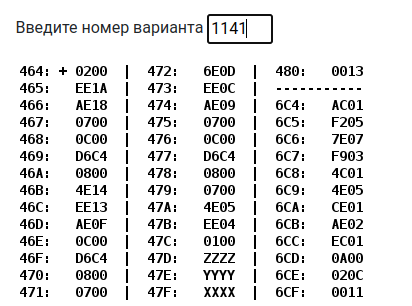 Введите номер варианта 1141
464: + 0200 | 472: 6E0D | 480: 0013
465: EE1A | 473: EE0C | -----------
466: AE18 | 474: AE09 | 6C4: AC01
467: 0700 | 475: 0700 | 6C5: F205
468: 0C00 | 476: 0C00 | 6C6: 7E07
469: D6C4 | 477: D6C4 | 6C7: F903
46A: 0800 | 478: 0800 | 6C8: 4C01
46B: 4E14 | 479: 0700 | 6C9: 4E05
46C: EE13 | 47A: 4E05 | 6CA: CE01
46D: AE0F | 47B: EE04 | 6CB: AE02
46E: 0C00 | 47C: 0100 | 6CC: EC01
46F: D6C4 | 47D: ZZZZ | 6CD: 0A00
470: 0800 | 47E: YYYY | 6CE: 020C
471: 0700 | 47F: XXXX | 6CF: 0011